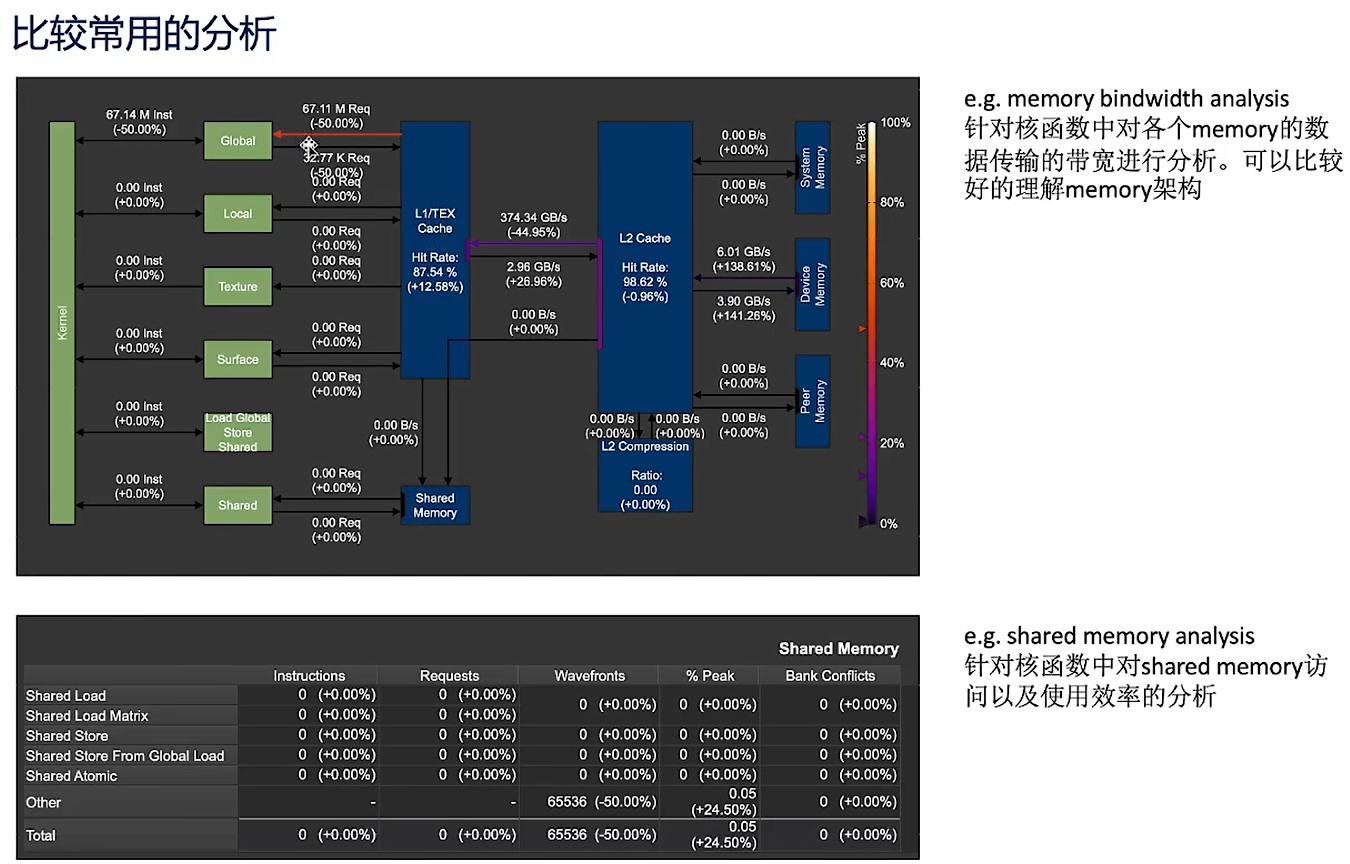 比较常用的分析
67.14 M Inst
(-50.00%)
Global
67.11 M Req
(-50.00%)
32.77 K Req
(-50.00%)
0.00 Inst
(+0.00%)
Local
0.00 Req
(+0.00%)
0.00 Req
(+0.00%)
0.00 Inst
(+0.00%)
Texture
0.00 Req
(+0.00%)
0.00 Inst
(+0.00%)
Surface
0.00 Req
(+0.00%)
0.00 Req
(+0.00%)
0.00 Inst
(+0.00%)
Load Global
Store
Shared
0.00 Inst
(+0.00%)
Shared
0.00 Req
(+0.00%)
0.00 Req
(+0.00%)
Kernel
L1/TEX
Cache
Hit Rate:
87.54 %
(+12.58%)
0.00 B/s
(+0.00%)
Shared
Memory
374.34 GB/s
(-44.95%)
2.96 GB/s
(+26.96%)
0.00 B/s
(+0.00%)
L2 Cache
Hit Rate:
98.62 %
(-0.96%)
0.00 B/s
(+0.00%)
0.00 B/s
(+0.00%)
L2 Compression
Ratio:
0.00
(+0.00%)
0.00 B/s
(+0.00%)
0.00 B/s
(+0.00%)
System
Memory
6.01 GB/s
(+138.61%)
3.90 GB/s
(+141.26%)
Device
Memory
0.00 B/s
(+0.00%)
0.00 B/s
(+0.00%)
Peer
Memory
% Peak
100%
80%
60%
40%
20%
0%
e.g. memory bindwidth analysis
针对核函数中对各个memory的数
据传输的带宽进行分析。可以比较
好的理解memory架构
Shared Memory
Instructions Requests Wavefronts % Peak Bank Conflicts
Shared Load 0 (+0.00%) 0 (+0.00%) 0 (+0.00%) 0 (+0.00%) 0 (+0.00%)
Shared Load Matrix 0 (+0.00%) 0 (+0.00%)
Shared Store 0 (+0.00%) 0 (+0.00%) 0 (+0.00%) 0 (+0.00%) 0 (+0.00%)
Shared Store From Global Load 0 (+0.00%) 0 (+0.00%) 0 (+0.00%) 0 (+0.00%) 0 (+0.00%)
Shared Atomic 0 (+0.00%) 0 (+0.00%) 0 (+0.00%) 0 (+0.00%) 0 (+0.00%)
Other - - 65536 (-50.00%) 0.05 (+24.50%) 0 (+0.00%)
Total 0 (+0.00%) 0 (+0.00%) 65536 (-50.00%) 0.05 (+24.50%) 0 (+0.00%)
e.g. shared memory analysis
针对核函数中对shared memory访
问以及使用效率的分析